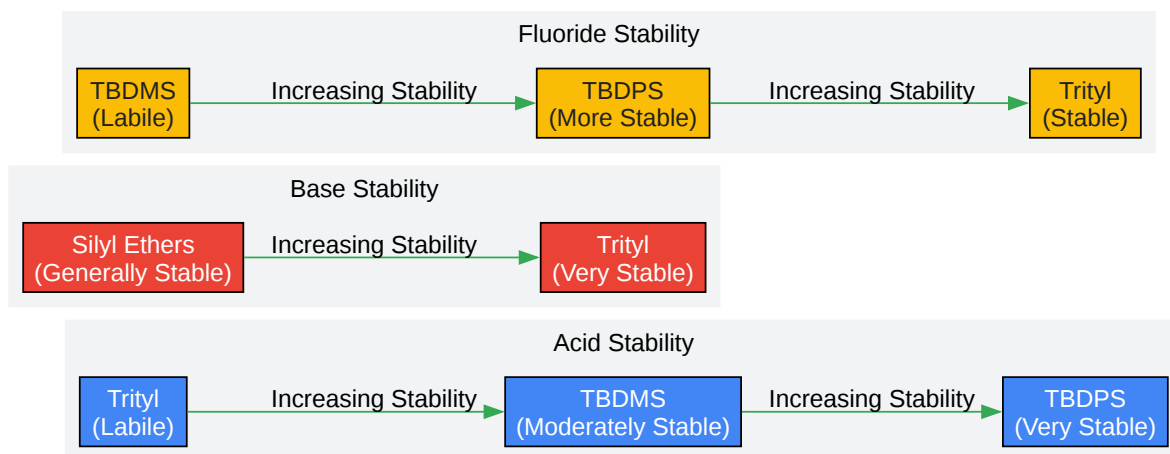 Fluoride Stability
TBDMS
(Labile)
Increasing Stability
TBDPS
(More Stable)
Increasing Stability
Trityl
(Stable)
Base Stability
Silyl Ethers
(Generally Stable)
Increasing Stability
Trityl
(Very Stable)
Acid Stability
Trityl
(Labile)
Increasing Stability
TBDMS
(Moderately Stable)
Increasing Stability
TBDPS
(Very Stable)